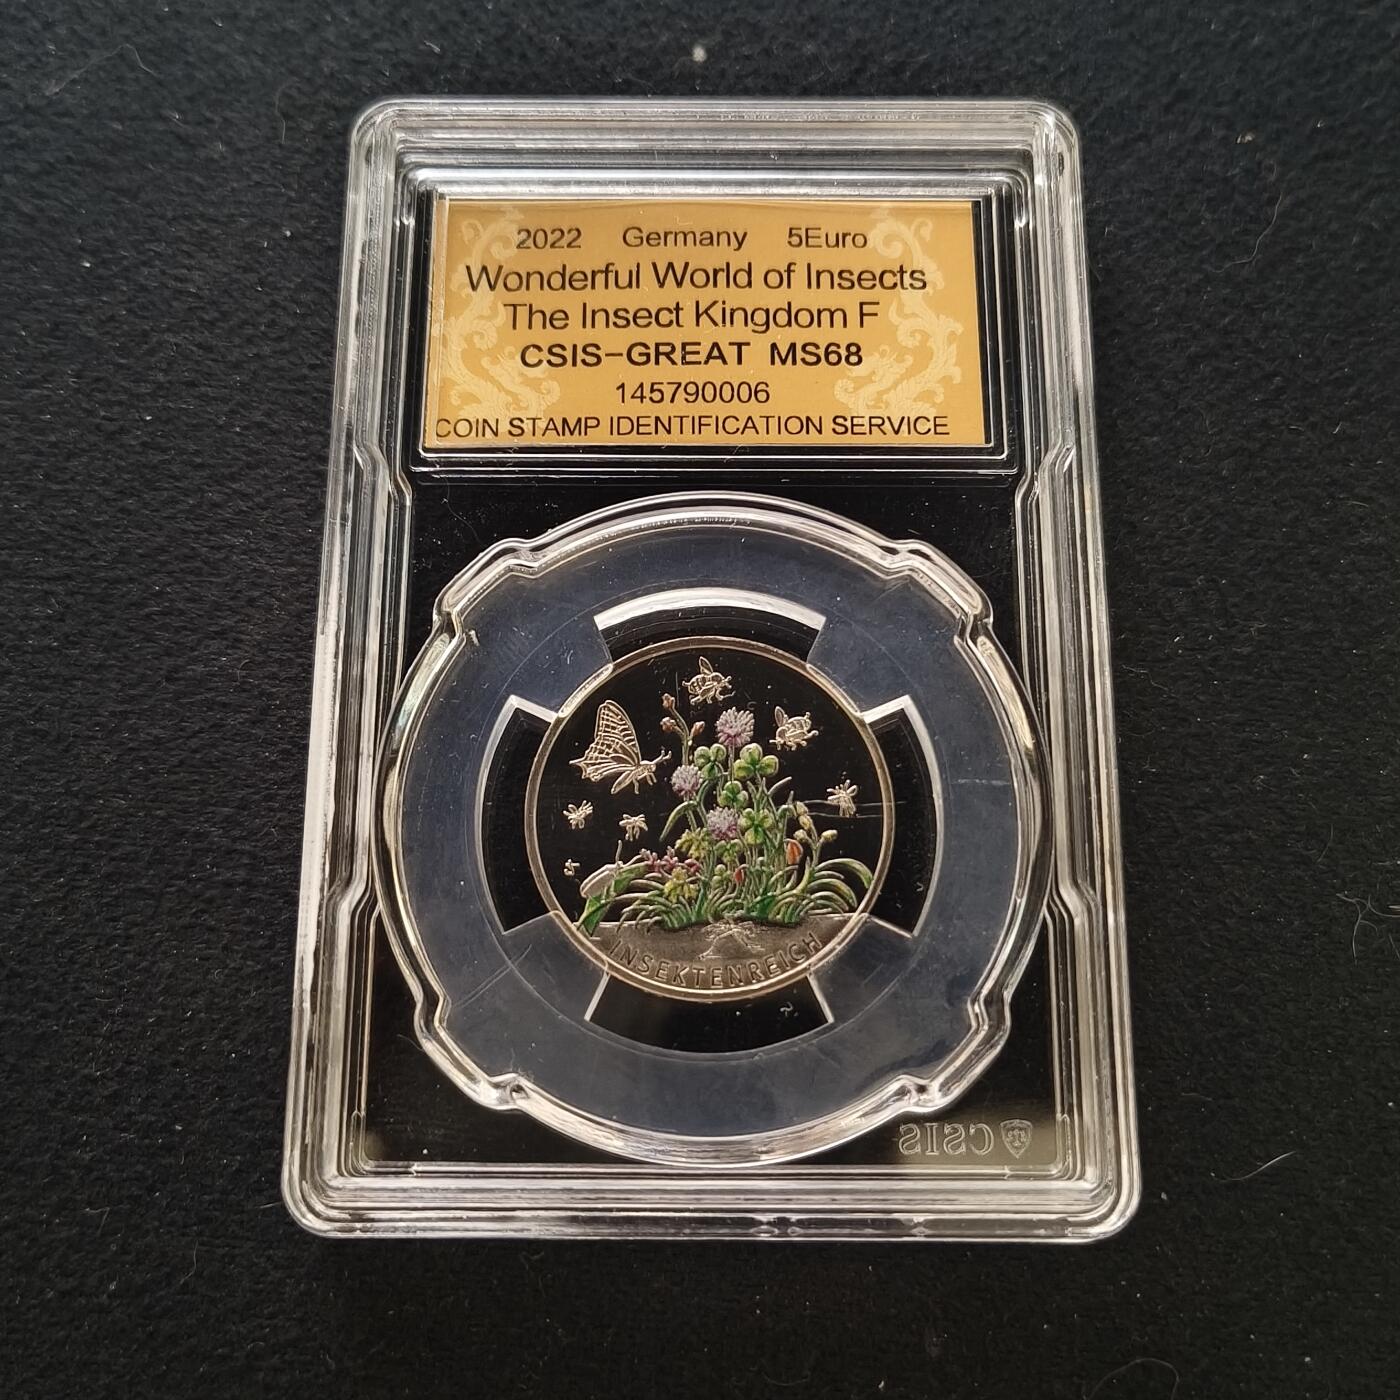 2022 Germany 5Euro
Wonderful World of Insects
The Insect Kingdom F
CSIS-GREAT MS68
145790006
COIN STAMP IDENTIFICATION SERVICE
INSEKTENREICH
CSIS